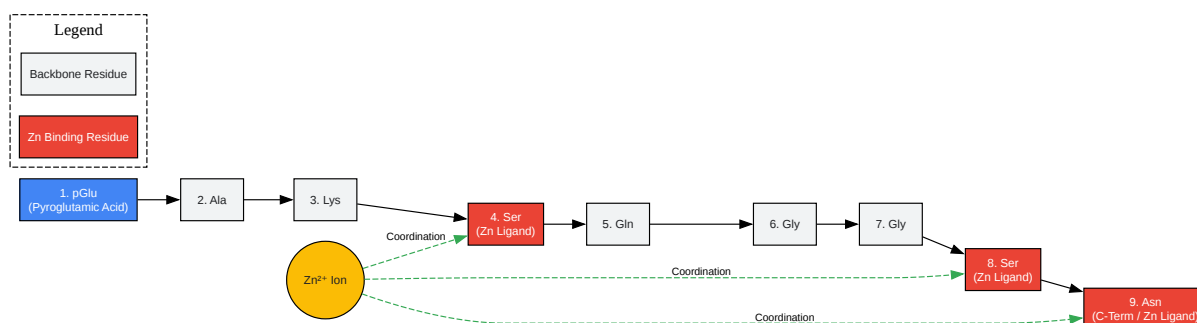 Legend
Backbone Residue
Zn Binding Residue
1. pGlu
(Pyroglutamic Acid)
2. Ala
3. Lys
4. Ser
(Zn Ligand)
5. Gln
6. Gly
7. Gly
8. Ser
(Zn Ligand)
9. Asn
(C-Term / Zn Ligand)
Zn²⁺ Ion
Coordination
Coordination
Coordination